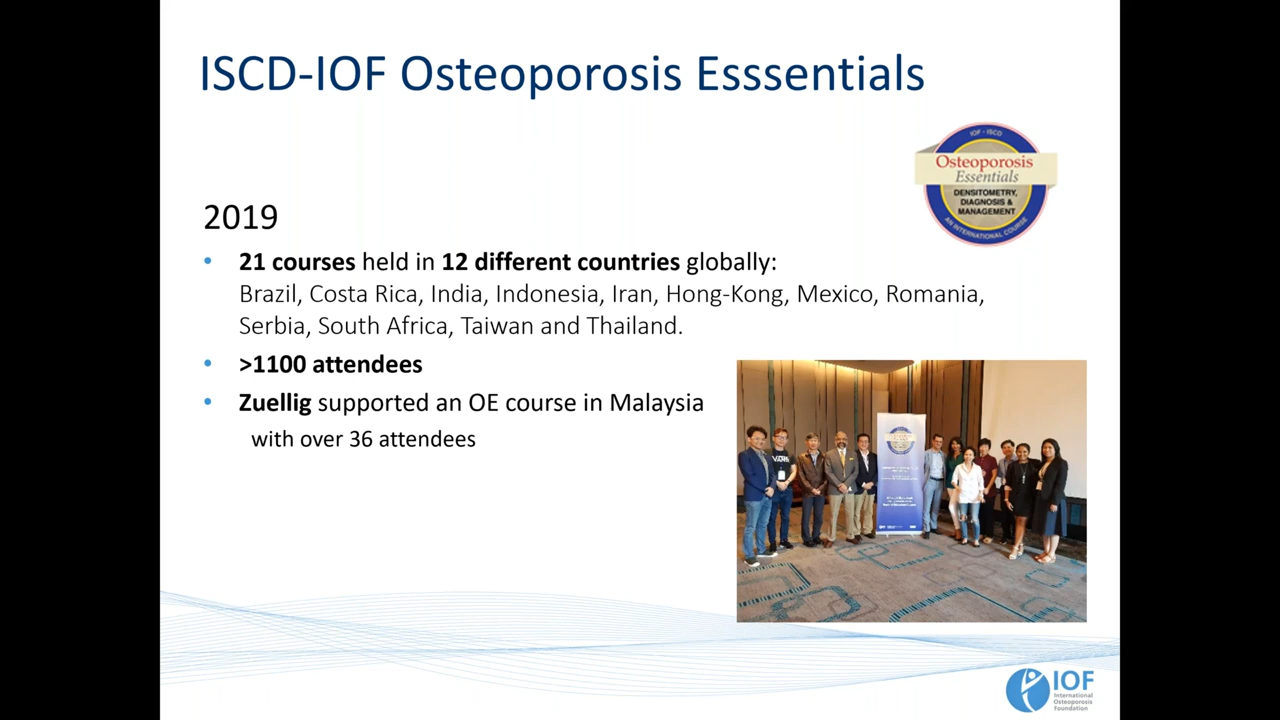 ISCD-IOF Osteoporosis Esssentials
IOF - ISCD
Osteoporosis
Essentials
DENSITOMETRY,
DIAGNOSIS &
MANAGEMENT
AN INTERNATIONAL COURSE
2019
• 21 courses held in 12 different countries globally:
Brazil, Costa Rica, India, Indonesia, Iran, Hong-Kong, Mexico, Romania,
Serbia, South Africa, Taiwan and Thailand.
• >1100 attendees
• Zuellig supported an OE course in Malaysia
with over 36 attendees
IOF
International
Osteoporosis
Foundation